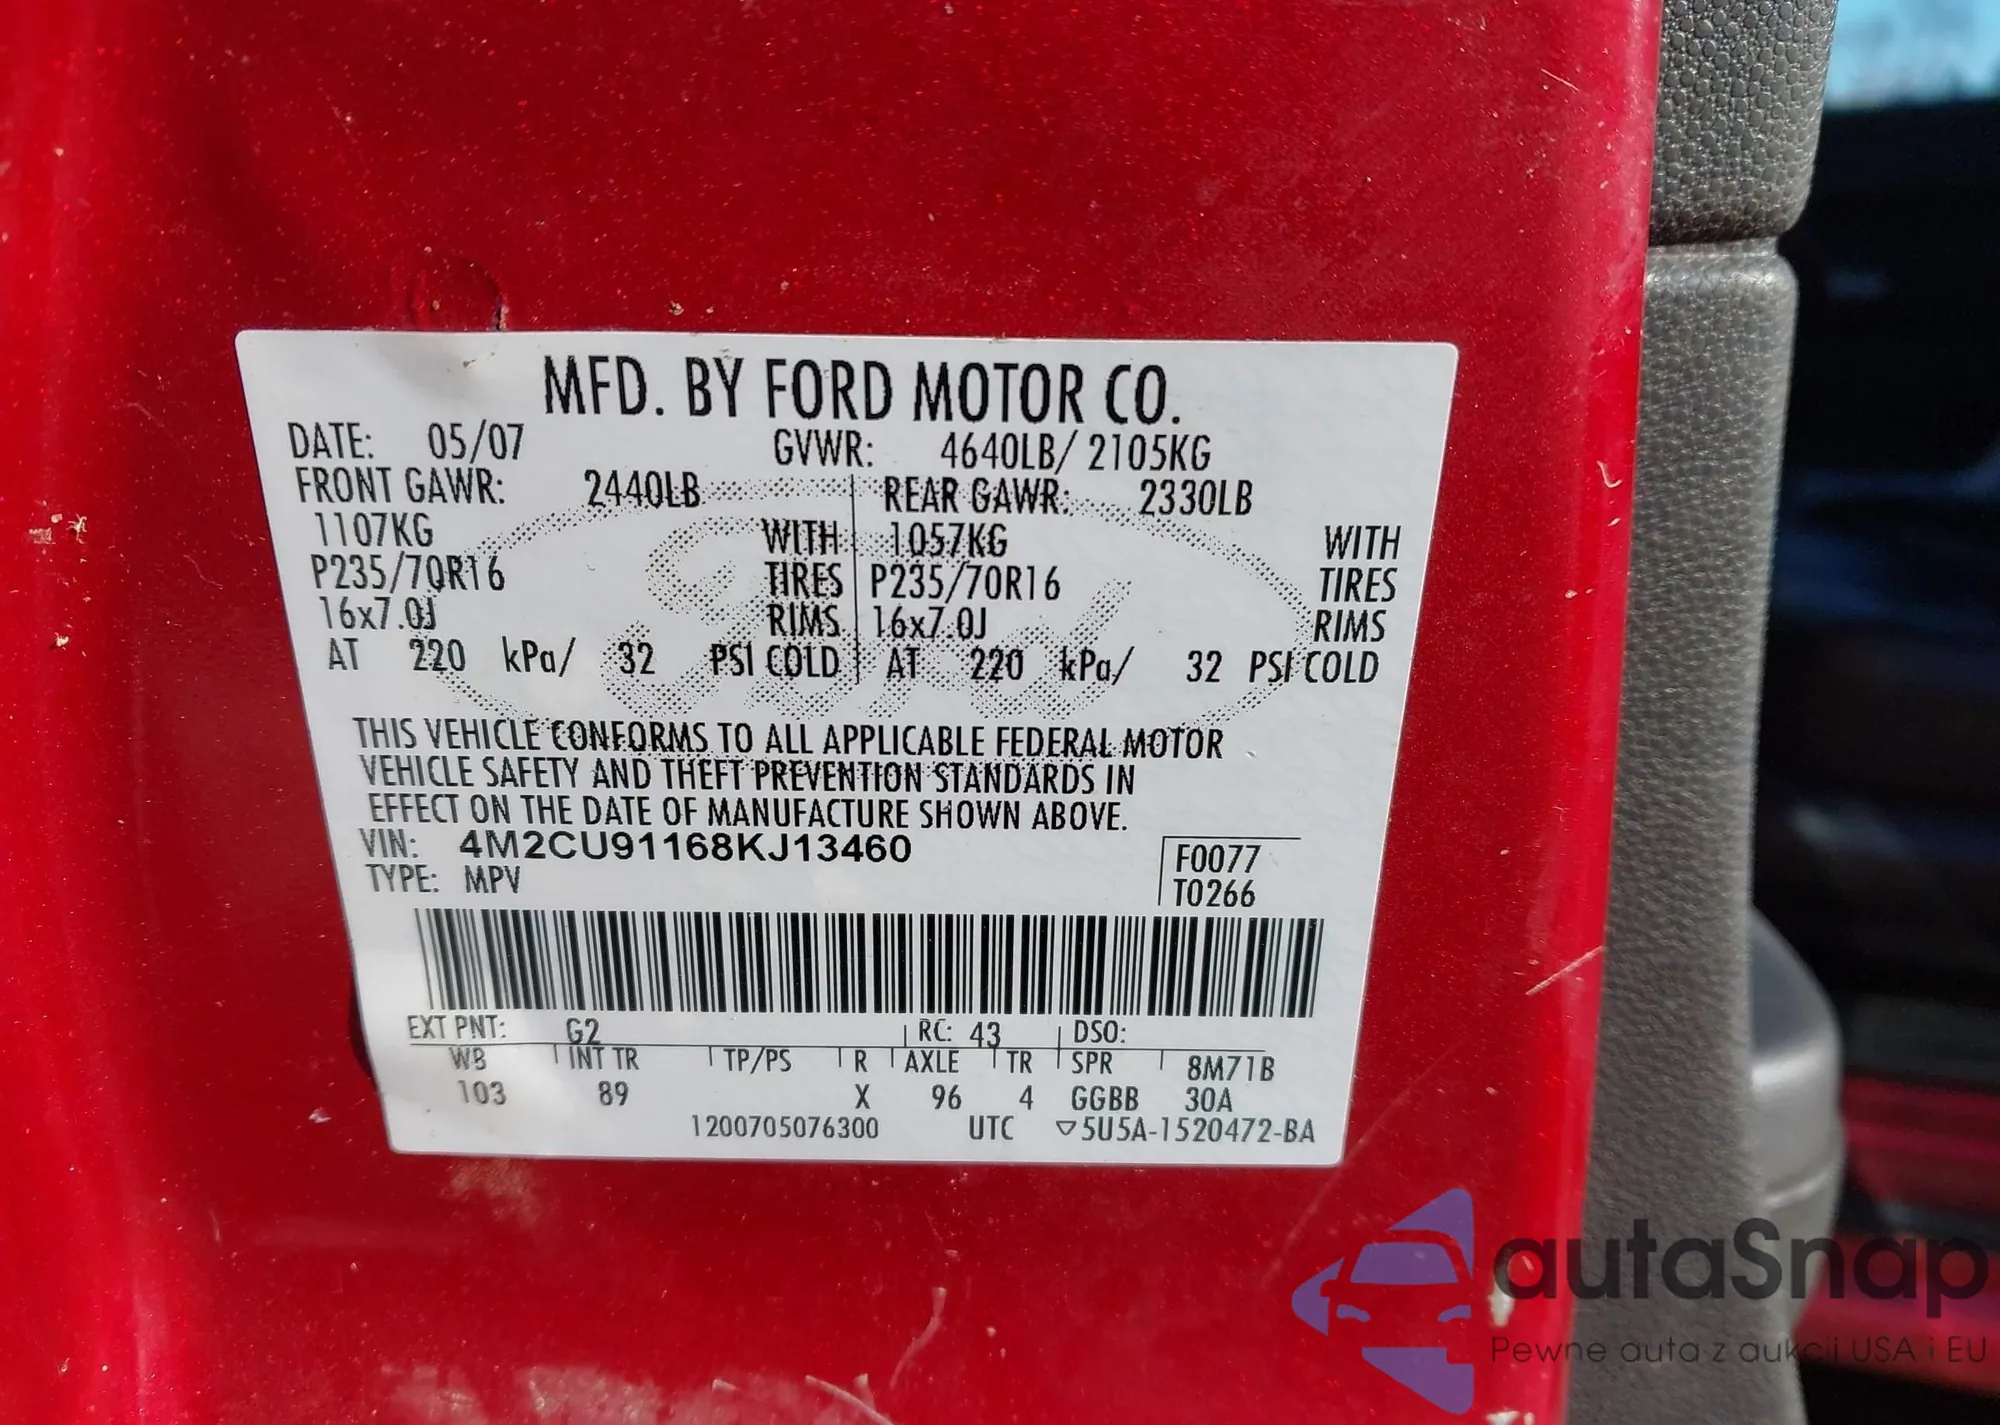 MFD. BY FORD MOTOR CO.
DATE: 05/07 GVWR: 4640LB/ 2105KG
FRONT GAWR: 2440LB REAR GAWR: 2330LB
1107KG WITH 1057KG WITH
P235/70R16 TIRES P235/70R16 TIRES
16x7.0J RIMS 16x7.0J RIMS
AT 220 kPa/ 32 PSI COLD AT 220 kPa/ 32 PSI COLD
Ford
THIS VEHICLE CONFORMS TO ALL APPLICABLE FEDERAL MOTOR
VEHICLE SAFETY AND THEFT PREVENTION STANDARDS IN
EFFECT ON THE DATE OF MANUFACTURE SHOWN ABOVE.
VIN: 4M2CU91168KJ13460
TYPE: MPV
F0077
T0266
EXT PNT: G2 RC: 43 DSO:
WB INT TR TP/PS R AXLE TR SPR 8M71B
103 89 X 96 4 GGBB 30A
1200705076300 UTC ▽5U5A-1520472-BA
autaSnap
Pewne auta z aukcji USA i EU